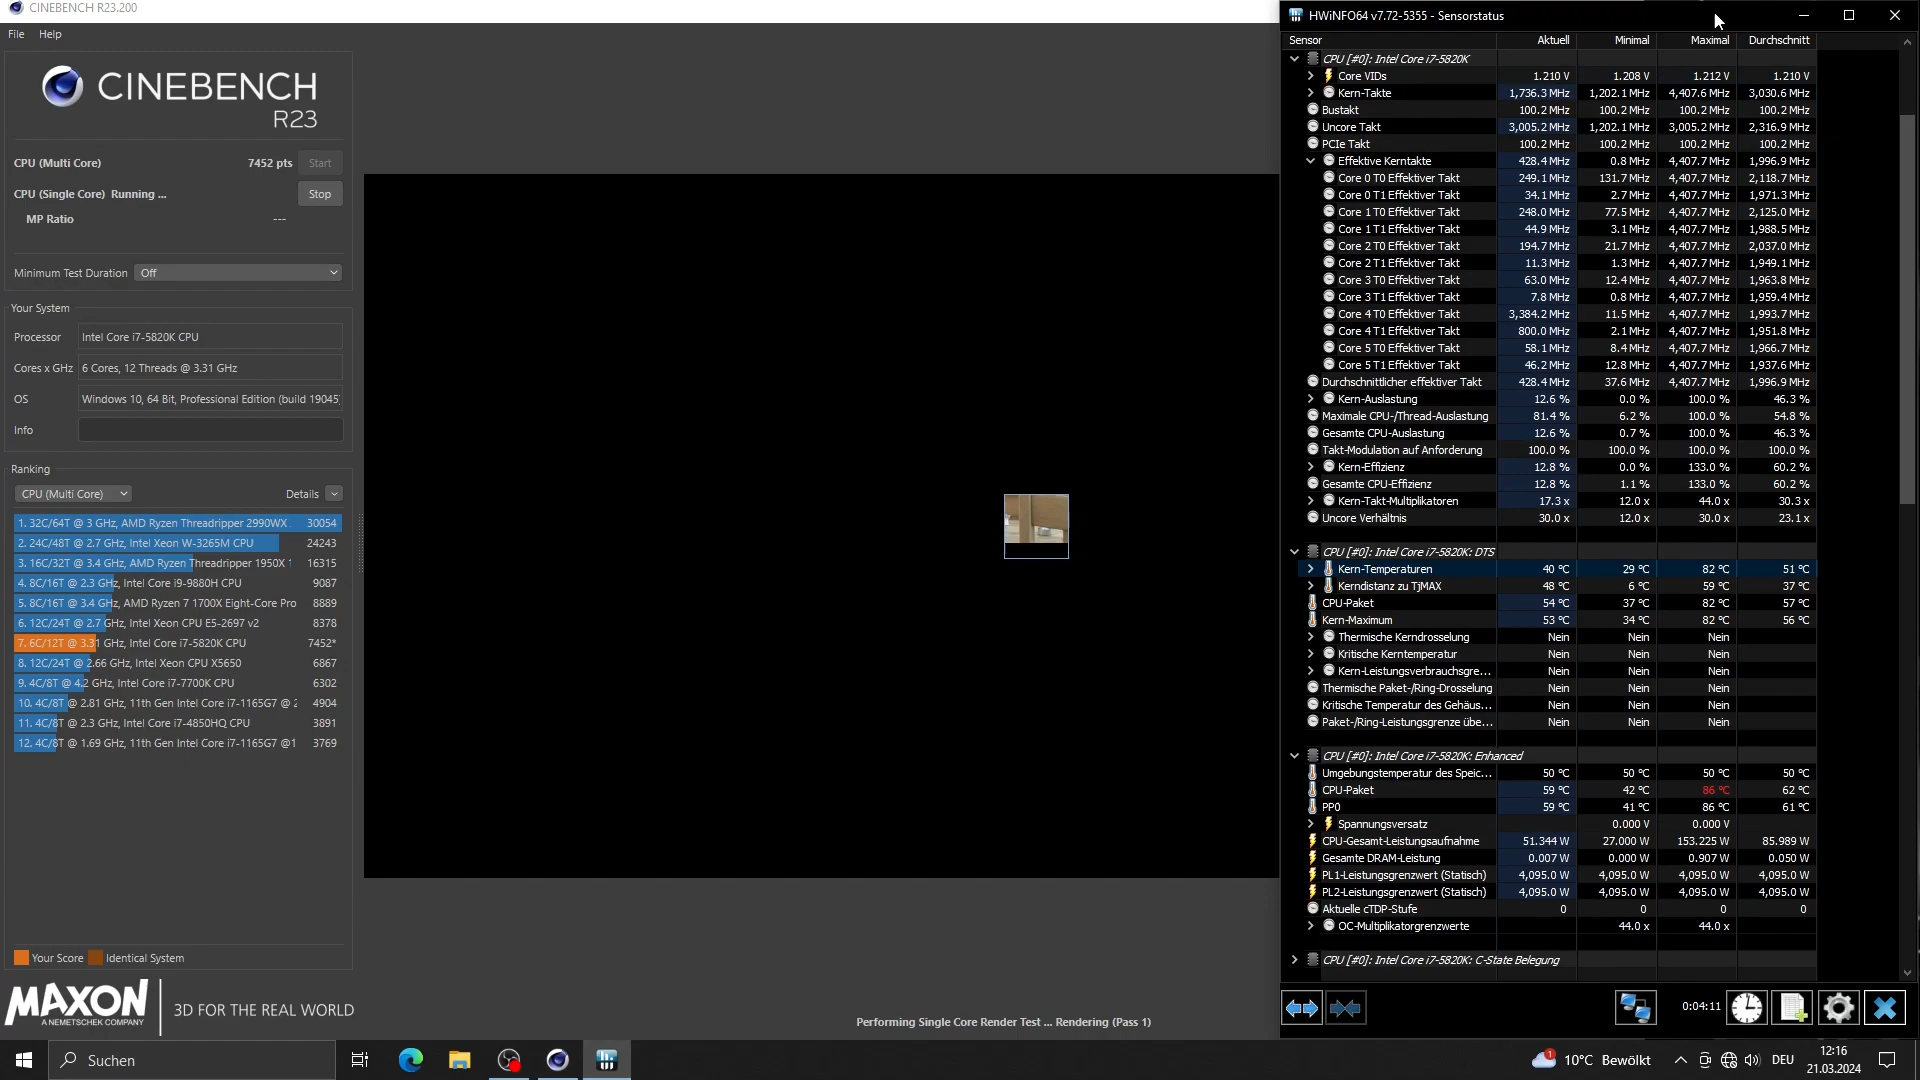 CINEBENCH R23.200
File Help
CINEBENCH
R23
CPU (Multi Core) 7452 pts Start
CPU (Single Core) Running ... Stop
MP Ratio ---
Minimum Test Duration Off
Your System
Processor Intel Core i7-5820K CPU
Cores x GHz 6 Cores, 12 Threads @ 3.31 GHz
OS Windows 10, 64 Bit, Professional Edition (build 19045)
Info
Ranking
CPU (Multi Core) Details
1. 32C/64T @ 3 GHz, AMD Ryzen Threadripper 2990WX 30054
2. 24C/48T @ 2.7 GHz, Intel Xeon W-3265M CPU 24243
3. 16C/32T @ 3.4 GHz, AMD Ryzen Threadripper 1950X 1 16315
4. 8C/16T @ 2.3 GHz, Intel Core i9-9880H CPU 9087
5. 8C/16T @ 3.4 GHz, AMD Ryzen 7 1700X Eight-Core Pro 8889
6. 12C/24T @ 2.7 GHz, Intel Xeon CPU E5-2697 v2 8378
7. 6C/12T @ 3.31 GHz, Intel Core i7-5820K CPU 7452*
8. 12C/24T @ 2.66 GHz, Intel Xeon CPU X5650 6867
9. 4C/8T @ 4.2 GHz, Intel Core i7-7700K CPU 6302
10. 4C/8T @ 2.81 GHz, 11th Gen Intel Core i7-1165G7 @ 2 4904
11. 4C/8T @ 2.3 GHz, Intel Core i7-4850HQ CPU 3891
12. 4C/8T @ 1.69 GHz, 11th Gen Intel Core i7-1165G7 @1 3769
Your Score Identical System
MAXON
A NEMETSCHEK COMPANY
3D FOR THE REAL WORLD
Performing Single Core Render Test ... Rendering (Pass 1)
HWiNFO64 v7.72-5355 - Sensorstatus
Sensor Aktuell Minimal Maximal Durchschnitt
CPU [#0]: Intel Core i7-5820K
Core VIDs 1.210 V 1.208 V 1.212 V 1.210 V
Kern-Takte 1,736.3 MHz 1,202.1 MHz 4,407.6 MHz 3,030.6 MHz
Bustakt 100.2 MHz 100.2 MHz 100.2 MHz 100.2 MHz
Uncore Takt 3,005.2 MHz 1,202.1 MHz 3,005.2 MHz 2,316.9 MHz
PCIe Takt 100.2 MHz 100.2 MHz 100.2 MHz 100.2 MHz
Effektive Kerntakte 428.4 MHz 0.8 MHz 4,407.7 MHz 1,996.9 MHz
Core 0 T0 Effektiver Takt 249.1 MHz 131.7 MHz 4,407.7 MHz 2,118.7 MHz
Core 0 T1 Effektiver Takt 34.1 MHz 2.7 MHz 4,407.7 MHz 1,971.3 MHz
Core 1 T0 Effektiver Takt 248.0 MHz 77.5 MHz 4,407.7 MHz 2,125.0 MHz
Core 1 T1 Effektiver Takt 44.9 MHz 3.1 MHz 4,407.7 MHz 1,988.5 MHz
Core 2 T0 Effektiver Takt 194.7 MHz 21.7 MHz 4,407.7 MHz 2,037.0 MHz
Core 2 T1 Effektiver Takt 11.3 MHz 1.3 MHz 4,407.7 MHz 1,949.1 MHz
Core 3 T0 Effektiver Takt 63.0 MHz 12.4 MHz 4,407.7 MHz 1,963.8 MHz
Core 3 T1 Effektiver Takt 7.8 MHz 0.8 MHz 4,407.7 MHz 1,959.4 MHz
Core 4 T0 Effektiver Takt 3,384.2 MHz 11.5 MHz 4,407.7 MHz 1,993.7 MHz
Core 4 T1 Effektiver Takt 800.0 MHz 2.1 MHz 4,407.7 MHz 1,951.8 MHz
Core 5 T0 Effektiver Takt 58.1 MHz 8.4 MHz 4,407.7 MHz 1,966.7 MHz
Core 5 T1 Effektiver Takt 46.2 MHz 12.8 MHz 4,407.7 MHz 1,937.6 MHz
Durchschnittlicher effektiver Takt 428.4 MHz 37.6 MHz 4,407.7 MHz 1,996.9 MHz
Kern-Auslastung 12.6 % 0.0 % 100.0 % 46.3 %
Maximale CPU-/Thread-Auslastung 81.4 % 6.2 % 100.0 % 54.8 %
Gesamte CPU-Auslastung 12.6 % 0.7 % 100.0 % 46.3 %
Takt-Modulation auf Anforderung 100.0 % 100.0 % 100.0 % 100.0 %
Kern-Effizienz 12.8 % 0.0 % 133.0 % 60.2 %
Gesamte CPU-Effizienz 12.8 % 1.1 % 133.0 % 60.2 %
Kern-Takt-Multiplikatoren 17.3 x 12.0 x 44.0 x 30.3 x
Uncore Verhältnis 30.0 x 12.0 x 30.0 x 23.1 x
CPU [#0]: Intel Core i7-5820K: DTS
Kern-Temperaturen 40 °C 29 °C 82 °C 51 °C
Kerndistanz zu TjMAX 48 °C 6 °C 59 °C 37 °C
CPU-Paket 54 °C 37 °C 82 °C 57 °C
Kern-Maximum 53 °C 34 °C 82 °C 56 °C
Thermische Kerndrosselung Nein Nein Nein
Kritische Kerntemperatur Nein Nein Nein
Kern-Leistungsverbrauchsgre... Nein Nein Nein
Thermische Paket-/Ring-Drosselung Nein Nein Nein
Kritische Temperatur des Gehäus... Nein Nein Nein
Paket-/Ring-Leistungsgrenze übe... Nein Nein Nein
CPU [#0]: Intel Core i7-5820K: Enhanced
Umgebungstemperatur des Speic... 50 °C 50 °C 50 °C 50 °C
CPU-Paket 59 °C 42 °C 86 °C 62 °C
PP0 59 °C 41 °C 86 °C 61 °C
Spannungsversatz 0.000 V 0.000 V
CPU-Gesamt-Leistungsaufnahme 51.344 W 27.000 W 153.225 W 85.989 W
Gesamte DRAM-Leistung 0.007 W 0.000 W 0.907 W 0.050 W
PL1-Leistungsgrenzwert (Statisch) 4,095.0 W 4,095.0 W 4,095.0 W 4,095.0 W
PL2-Leistungsgrenzwert (Statisch) 4,095.0 W 4,095.0 W 4,095.0 W 4,095.0 W
Aktuelle cTDP-Stufe 0 0 0 0
OC-Multiplikatorgrenzwerte 44.0 x 44.0 x
CPU [#0]: Intel Core i7-5820K: C-State Belegung
0:04:11
Suchen
1 10°C Bewölkt DEU 12:16
21.03.2024